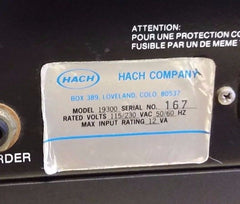 ATTENTION:
POUR UNE PROTECTION CO
FUSIBLE PAR UN DE MEME
HACH HACH COMPANY
BOX 389, LOVELAND, COLO. 80537
MODEL 19300 SERIAL NO. 167
RATED VOLTS 115/230 VAC 50/60 HZ
MAX INPUT RATING 12 VA
ORDER